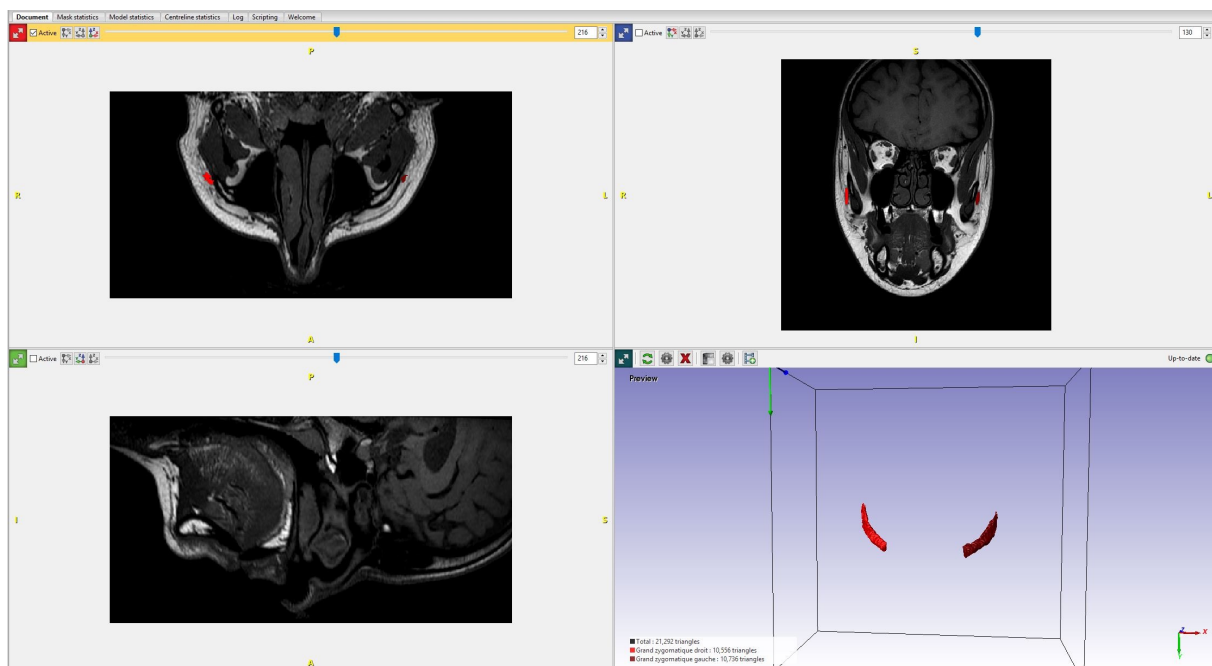 Document Mask statistics Model statistics Centreline statistics Log Scripting Welcome
Active 216
P
R L
A
Active 130
S
R L
I
Active 216
P
I S
A
Up-to-date
Preview
Total : 21,292 triangles
Grand zygomatique droit : 10,556 triangles
Grand zygomatique gauche : 10,736 triangles
Z X
Y